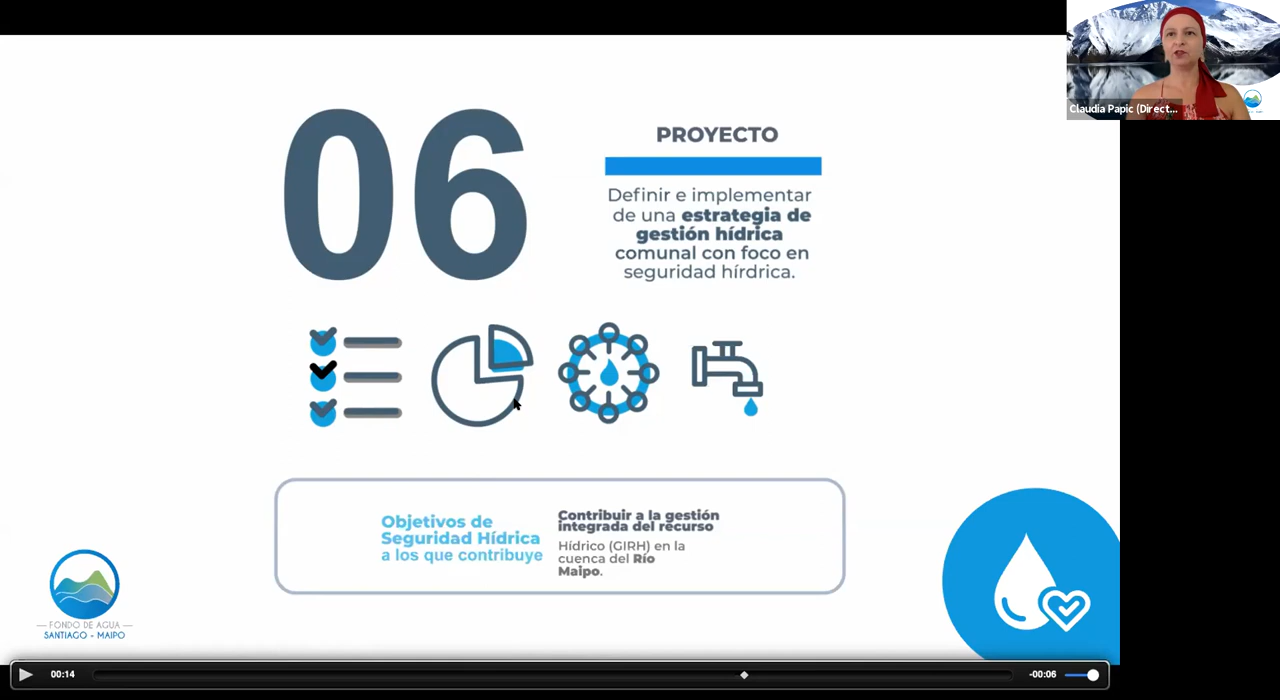 Claudia Papic (Direct...
06
PROYECTO
Definir e implementar
de una estrategia de
gestión hídrica
comunal con foco en
seguridad hírdrica.
Objetivos de
Seguridad Hídrica
a los que contribuye
Contribuir a la gestión
integrada del recurso
Hídrico (GIRH) en la
cuenca del Río
Maipo.
— FONDO DE AGUA —
SANTIAGO - MAIPO
00:14
-00:06